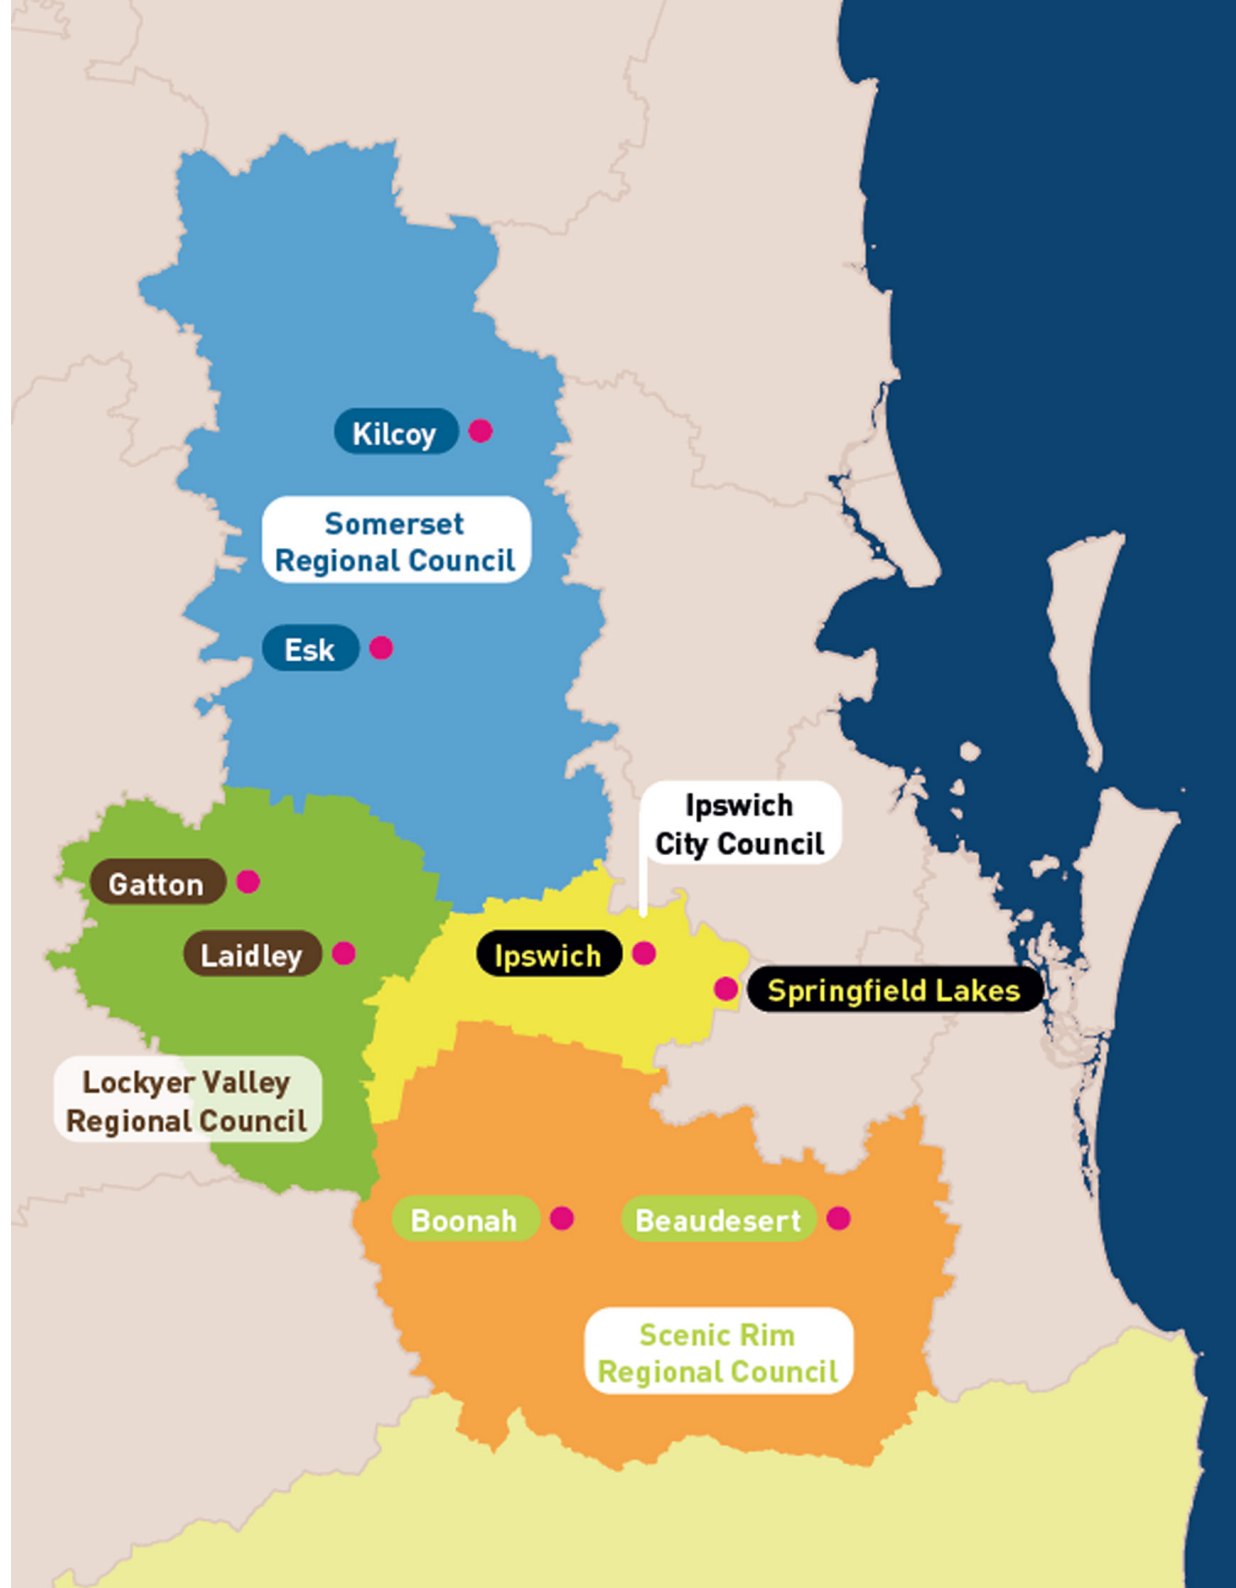 Kilcoy
Somerset
Regional Council
Esk
Ipswich
City Council
Gatton
Laidley
Ipswich
Springfield Lakes
Lockyer Valley
Regional Council
Boonah
Beaudesert
Scenic Rim
Regional Council